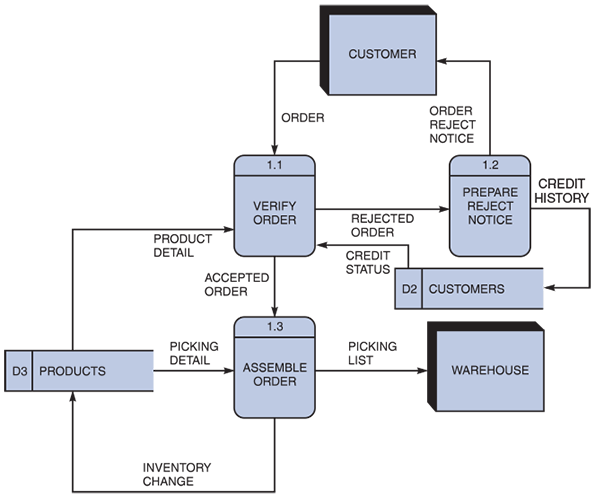 CUSTOMER
ORDER
ORDER
REJECT
NOTICE
1.1
VERIFY
ORDER
1.2
PREPARE
REJECT
NOTICE
CREDIT
HISTORY
REJECTED
ORDER
PRODUCT
DETAIL
CREDIT
STATUS
ACCEPTED
ORDER
D2 CUSTOMERS
1.3
ASSEMBLE
ORDER
PICKING
DETAIL
PICKING
LIST
D3 PRODUCTS
WAREHOUSE
INVENTORY
CHANGE